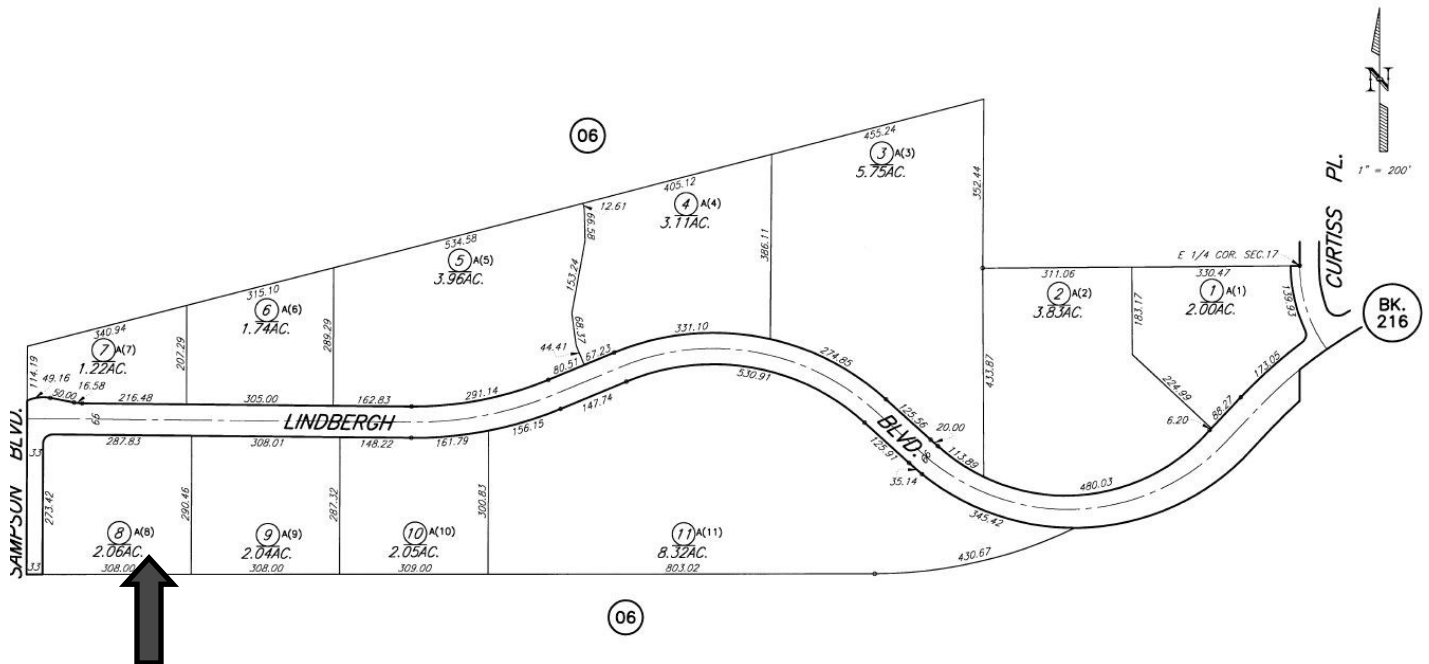 N
1" = 200'
06
455.24
3 A(3)
5.75AC.
405.12
12.61
4 A(4)
3.11AC.
352.44
CURTISS PL.
66.58
386.11
534.58
5 A(5)
3.96AC.
153.24
E 1/4 COR. SEC.17
311.06
330.47
2 A(2)
3.83AC.
1 A(1)
2.00AC.
139.93
183.17
BK.
216
315.10
6 A(6)
1.74AC.
289.29
68.37
340.94
7 A(7)
1.22AC.
207.29
114.19
44.41
80.51
67.23
331.10
274.85
433.87
224.99
173.05
49.16
50.00
16.58
216.48
305.00
162.83
291.14
530.91
88.27
6.20
66
LINDBERGH
147.74
125.56
20.00
BLVD.
113.89
SAMPSON BLVD.
33
287.83
308.01
148.22
161.79
156.15
125.91
35.14
480.03
273.42
290.46
287.32
300.83
345.42
8 A(8)
2.06AC.
9 A(9)
2.04AC.
10 A(10)
2.05AC.
11 A(11)
8.32AC.
430.67
33
308.00
308.00
309.00
803.02
06